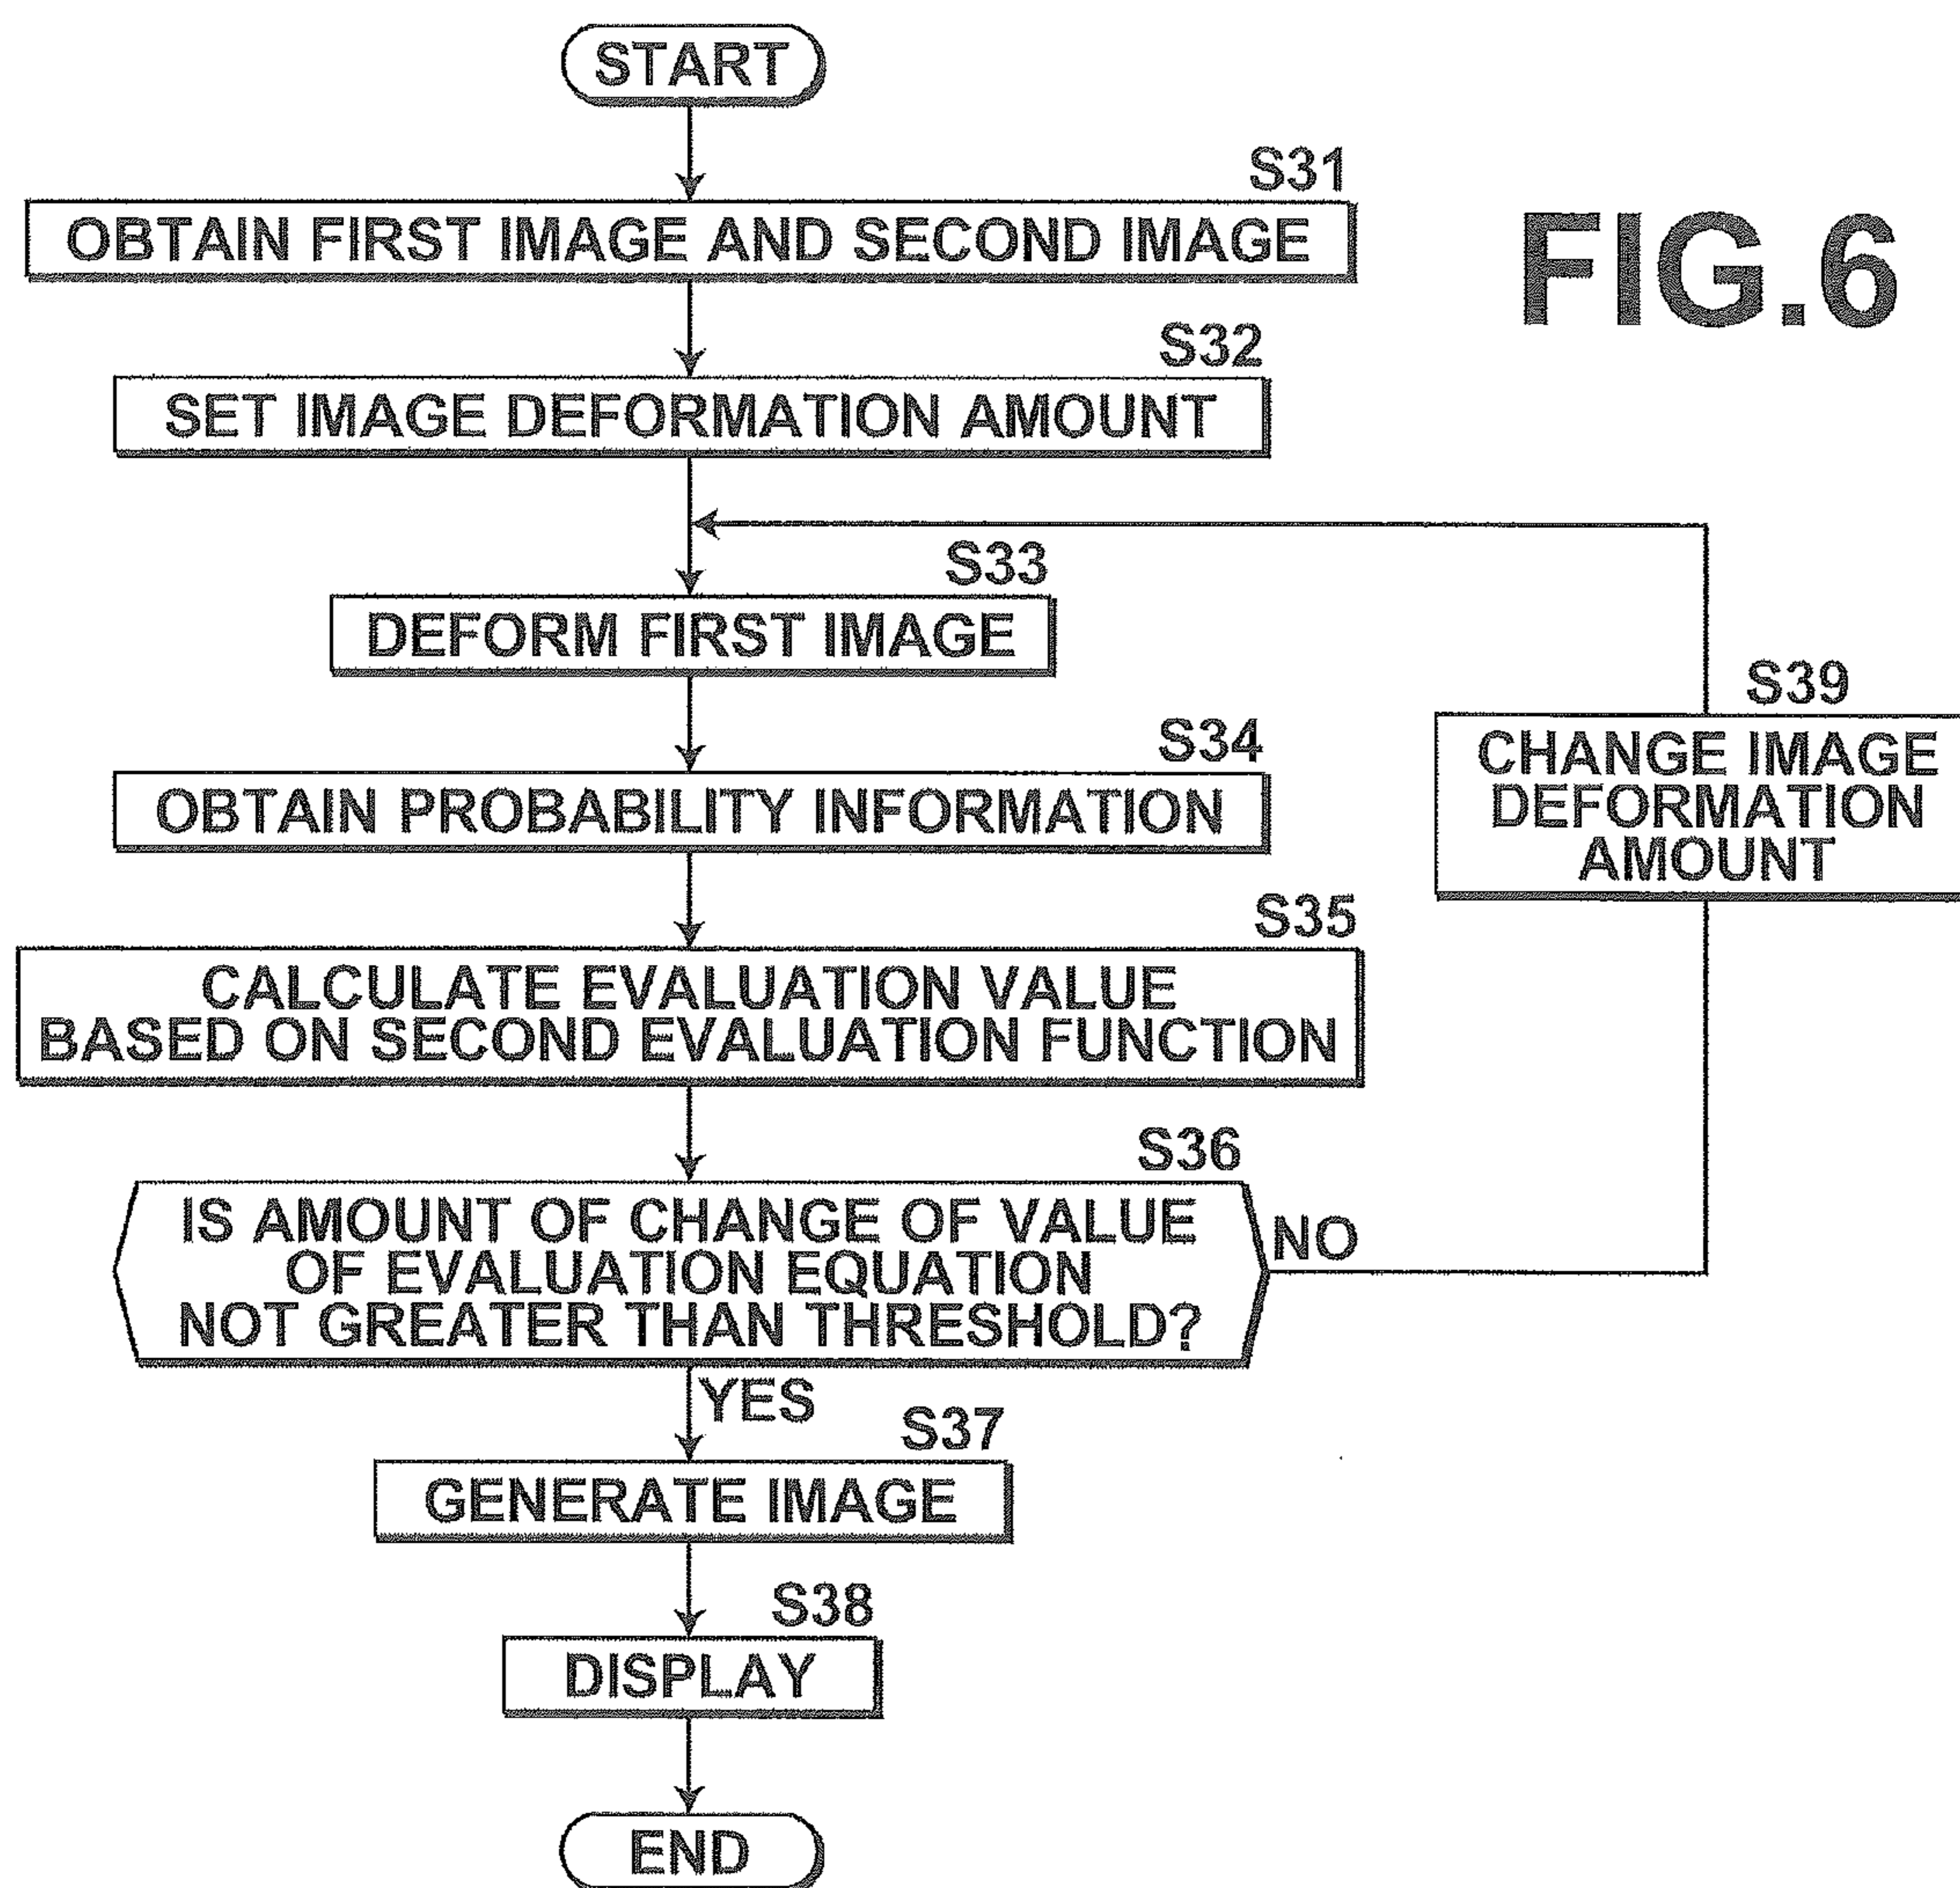 START
S31
OBTAIN FIRST IMAGE AND SECOND IMAGE
FIG.6
S32
SET IMAGE DEFORMATION AMOUNT
S33
DEFORM FIRST IMAGE
S34
OBTAIN PROBABILITY INFORMATION
S39
CHANGE IMAGE
DEFORMATION
AMOUNT
S35
CALCULATE EVALUATION VALUE
BASED ON SECOND EVALUATION FUNCTION
S36
IS AMOUNT OF CHANGE OF VALUE
OF EVALUATION EQUATION
NOT GREATER THAN THRESHOLD?
NO
YES
S37
GENERATE IMAGE
S38
DISPLAY
END